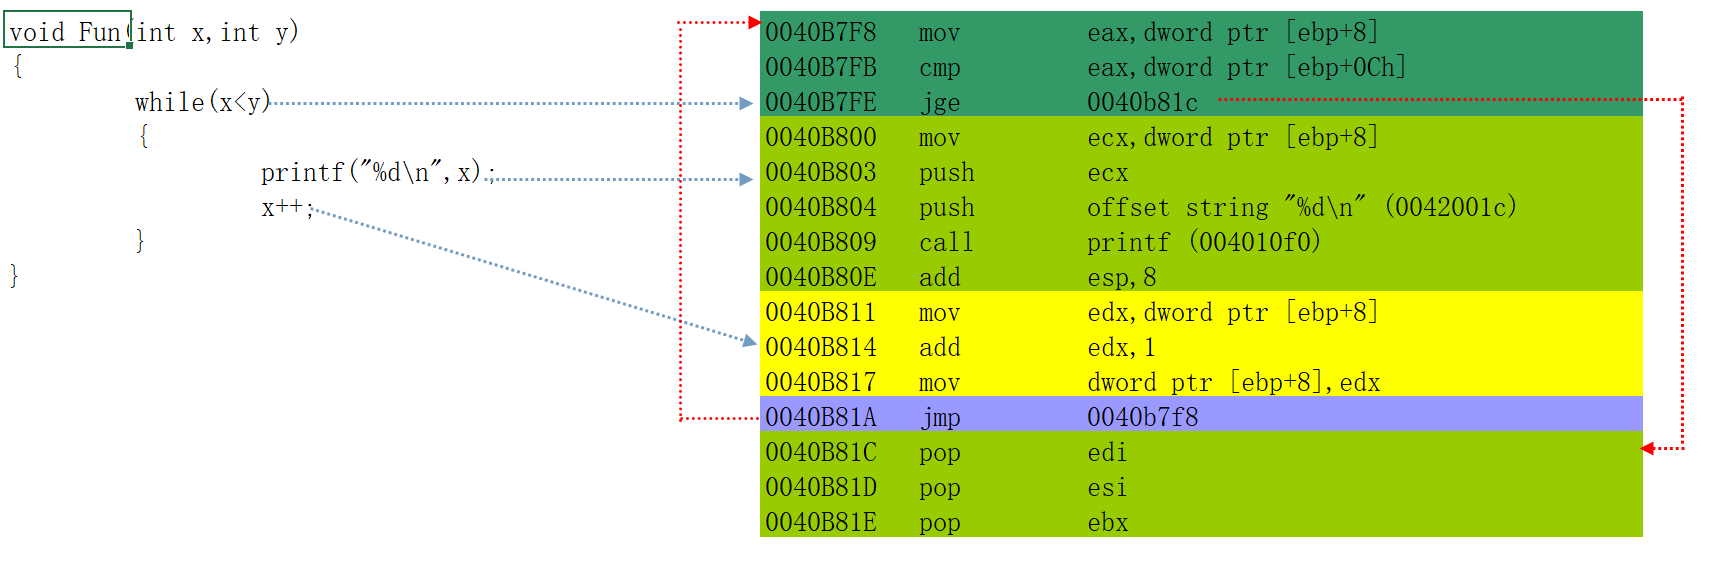 void Fun(int x,int y)
{
while(x<y)
{
printf("%d\n",x);
x++;
}
}
0040B7F8 mov eax,dword ptr [ebp+8]
0040B7FB cmp eax,dword ptr [ebp+0Ch]
0040B7FE jge 0040b81c
0040B800 mov ecx,dword ptr [ebp+8]
0040B803 push ecx
0040B804 push offset string "%d\n" (0042001c)
0040B809 call printf (004010f0)
0040B80E add esp,8
0040B811 mov edx,dword ptr [ebp+8]
0040B814 add edx,1
0040B817 mov dword ptr [ebp+8],edx
0040B81A jmp 0040b7f8
0040B81C pop edi
0040B81D pop esi
0040B81E pop ebx